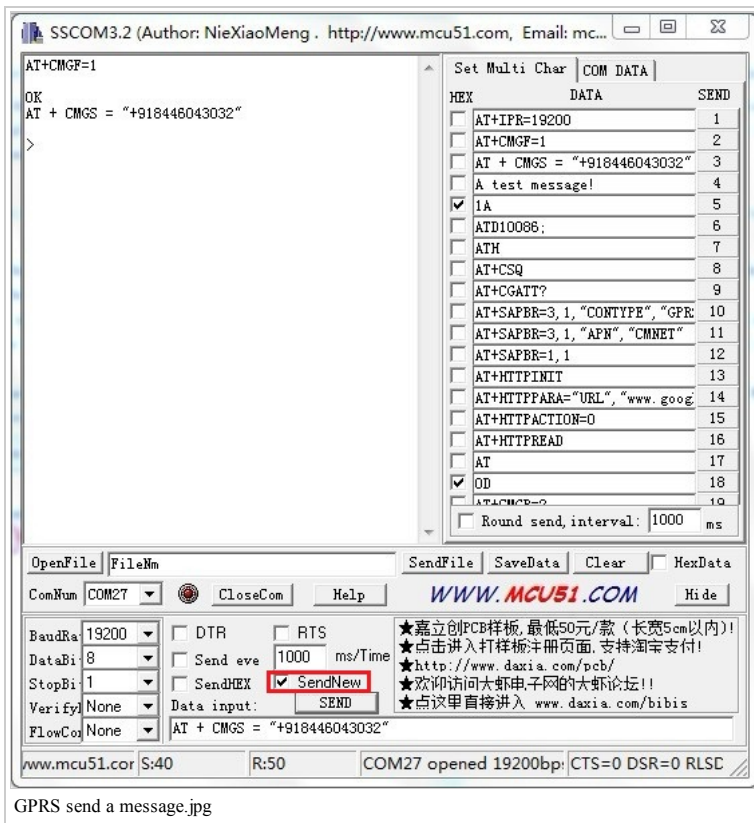 SSCOM3.2 (Author: NieXiaoMeng . http://www.mcu51.com, Email: mc...
AT+CMGF=1
OK
AT + CMGS = "+918446043032"
>
Set Multi Char COM DATA
HEX DATA SEND
AT+IPR=19200 1
AT+CMGF=1 2
AT + CMGS = "+918446043032" 3
A test message! 4
1A 5
ATD10086; 6
ATH 7
AT+CSQ 8
AT+CGATT? 9
AT+SAPBR=3,1,"CONTYPE","GPR 10
AT+SAPBR=3,1,"APN","CMNET" 11
AT+SAPBR=1,1 12
AT+HTTPINIT 13
AT+HTTPPARA="URL","www.goog 14
AT+HTTPACTION=0 15
AT+HTTPREAD 16
AT 17
0D 18
19
Round send,interval: 1000 ms
OpenFile FileNm SendFile SaveData Clear HexData
ComNum COM27 CloseCom Help WWW.MCU51.COM Hide
BaudRa 19200 DTR RTS
DataBi 8 Send eve 1000 ms/Time
StopBi 1 SendHEX SendNew
Verify None Data input: SEND
FlowCo None AT + CMGS = "+918446043032"
★嘉立创PCB样板,最低50元/款（长宽5cm以内)!
★点击进入打样板注册页面,支持淘宝支付!
★http://www.daxia.com/pcb/
★欢迎访问大虾电子网的大虾论坛!!
★点这里直接进入 www.daxia.com/bibis
www.mcu51.cor S:40 R:50 COM27 opened 19200bp CTS=0 DSR=0 RLSD
GPRS send a message.jpg